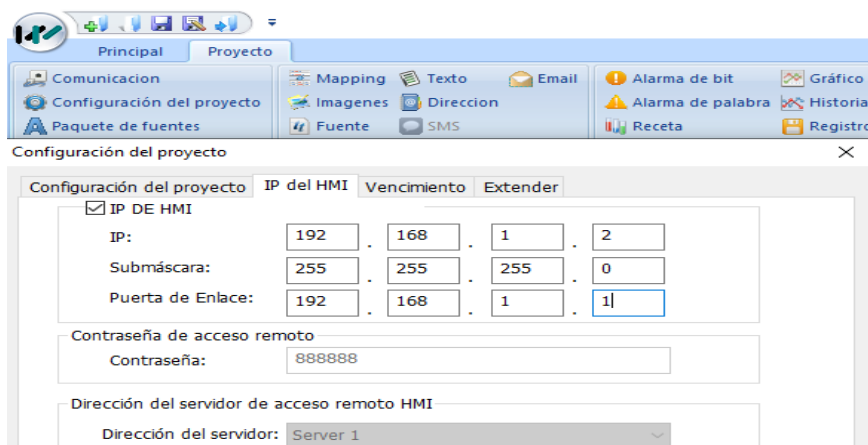 Principal Proyecto
Comunicacion Mapping Texto Email Alarma de bit Gráfico
Configuración del proyecto Imagenes Direccion Alarma de palabra Historia
Paquete de fuentes Fuente SMS Receta Registro
Configuración del proyecto
Configuración del proyecto IP del HMI Vencimiento Extender
IP DE HMI
IP: 192 . 168 . 1 . 2
Submáscara: 255 . 255 . 255 . 0
Puerta de Enlace: 192 . 168 . 1 . 1
Contraseña de acceso remoto
Contraseña: 888888
Dirección del servidor de acceso remoto HMI
Dirección del servidor: Server 1